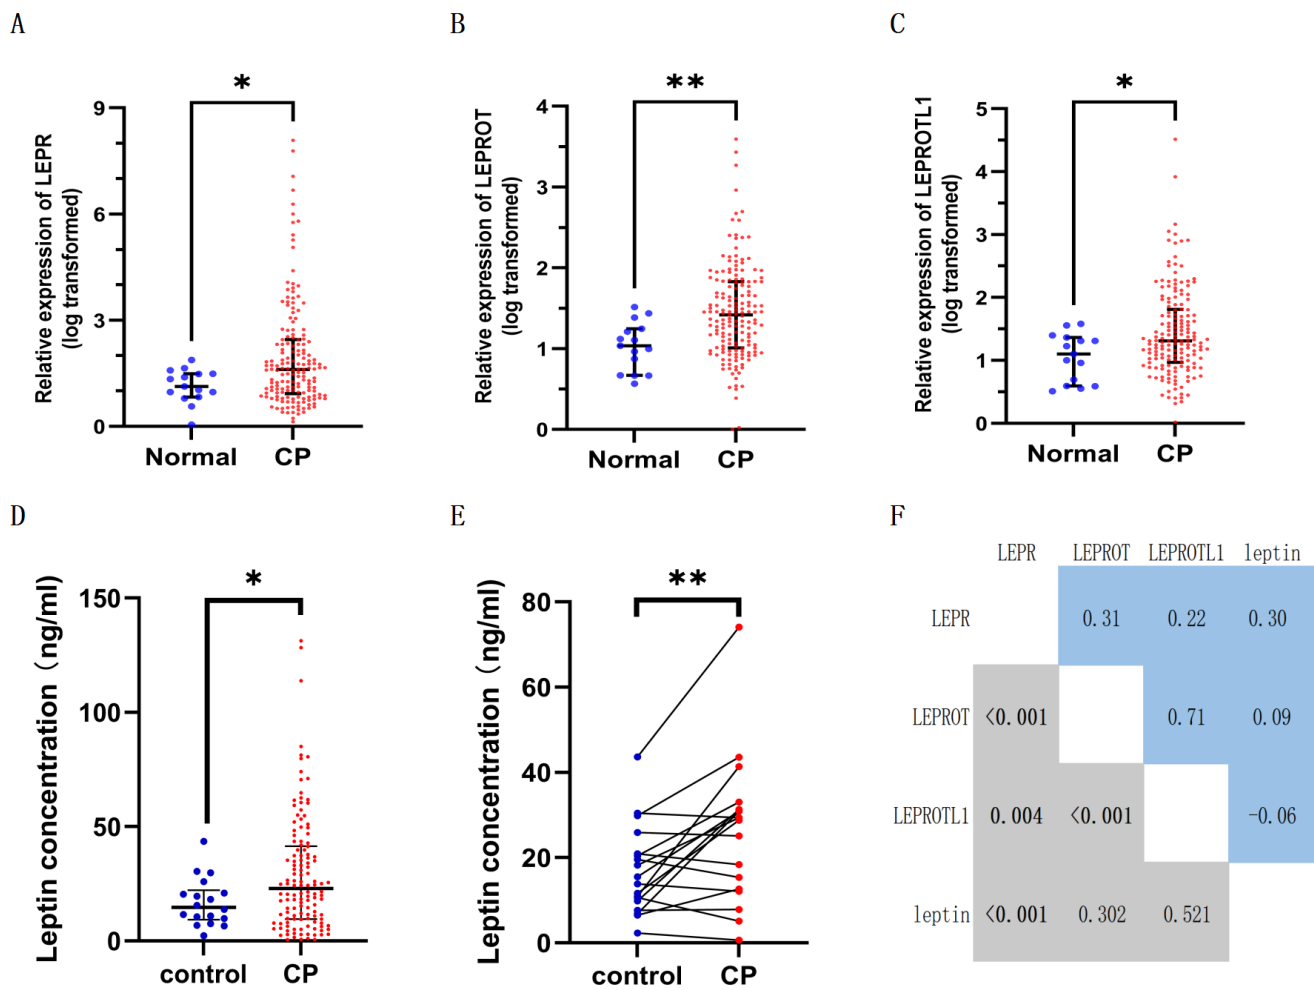 A
B
C
*
**
*
Relative expression of LEPR
(log transformed)
9
6
3
0
Normal
CP
Relative expression of LEPROT
(log transformed)
4
3
2
1
0
Normal
CP
Relative expression of LEPROTL1
(log transformed)
5
4
3
2
1
0
Normal
CP
D
E
F
*
**
Leptin concentration（ng/ml)
150
100
50
0
control
CP
Leptin concentration（ng/ml)
80
60
40
20
0
control
CP
LEPR LEPROT LEPROTL1 leptin
LEPR 0.31 0.22 0.30
LEPROT <0.001 0.71 0.09
LEPROTL1 0.004 <0.001 -0.06
leptin <0.001 0.302 0.521